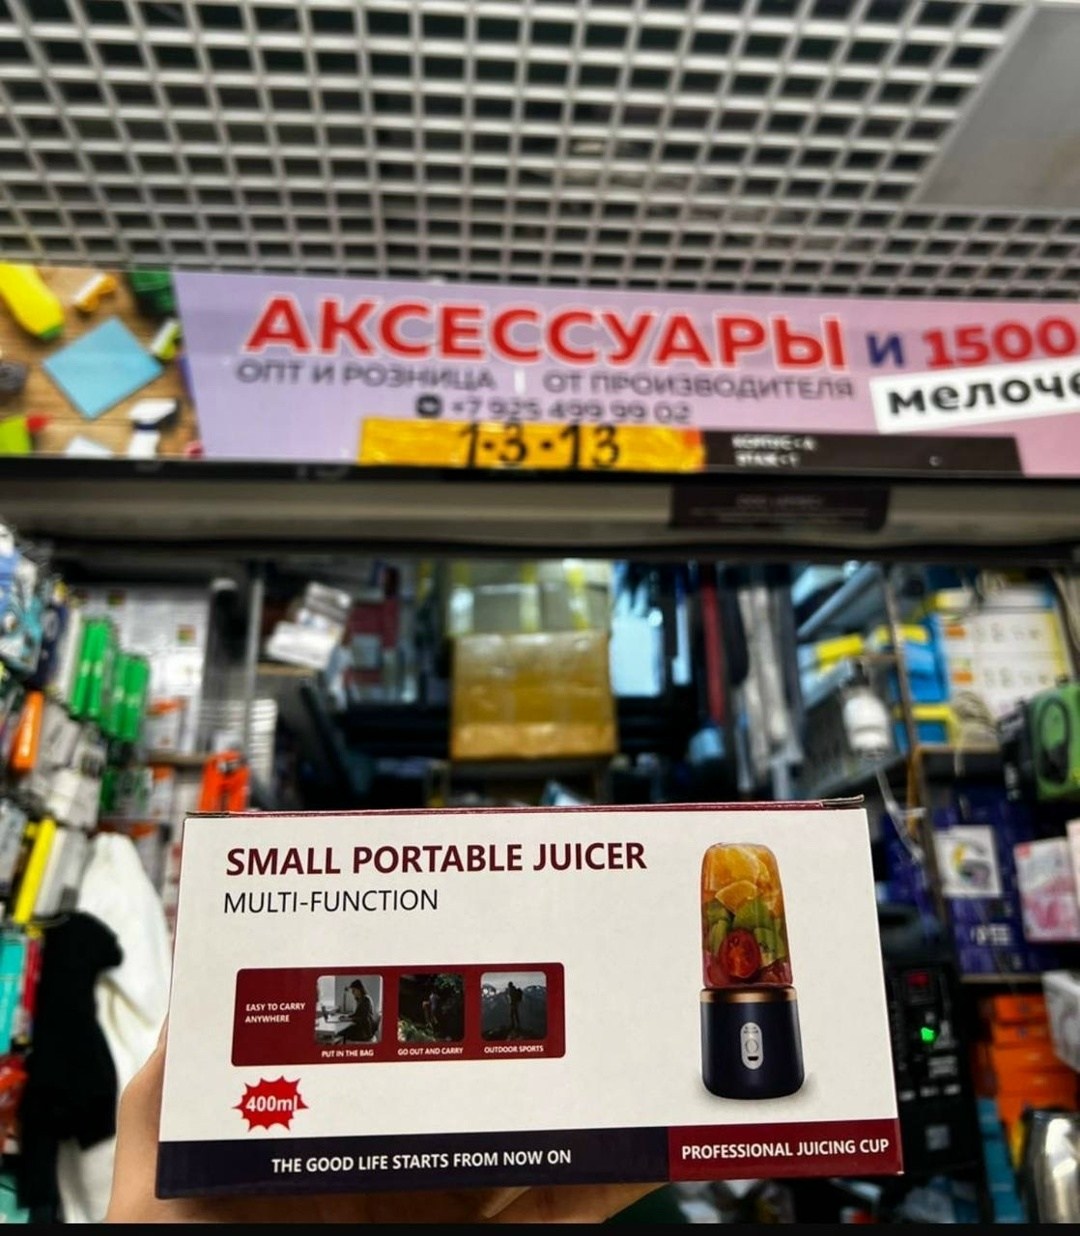 АКСЕССУАРЫ И 1500
ОПТ И РОЗНИЦА | ОТ ПРОИЗВОДИТЕЛЯ
мелоче
+7 925 499 99 02
1•3•13
SMALL PORTABLE JUICER
MULTI-FUNCTION
EASY TO CARRY
ANYWHERE
PUT IN THE BAG GO OUT AND CARRY OUTDOOR SPORTS
400ml
THE GOOD LIFE STARTS FROM NOW ON
PROFESSIONAL JUICING CUP